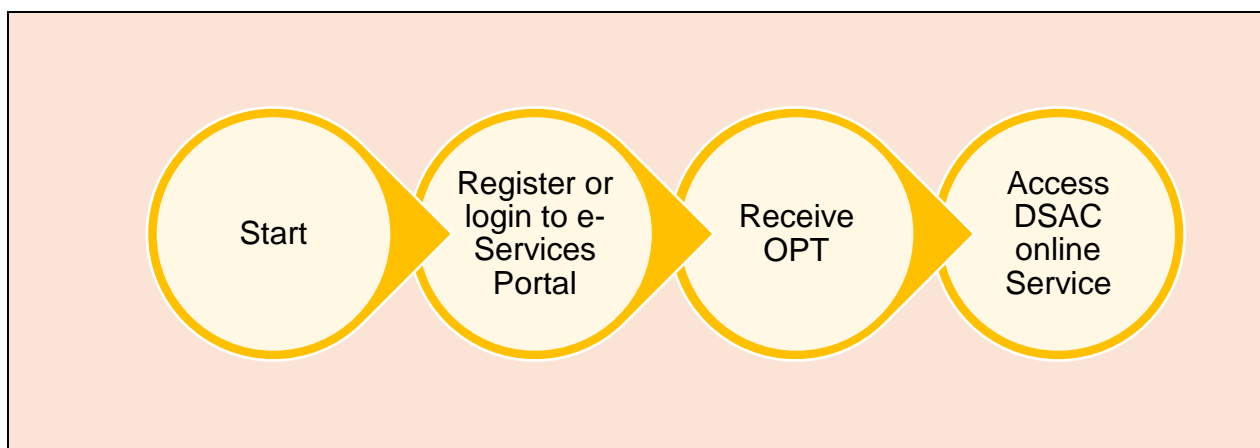 Start
Register or
login to e-
Services
Portal
Receive
OPT
Access
DSAC
online
Service